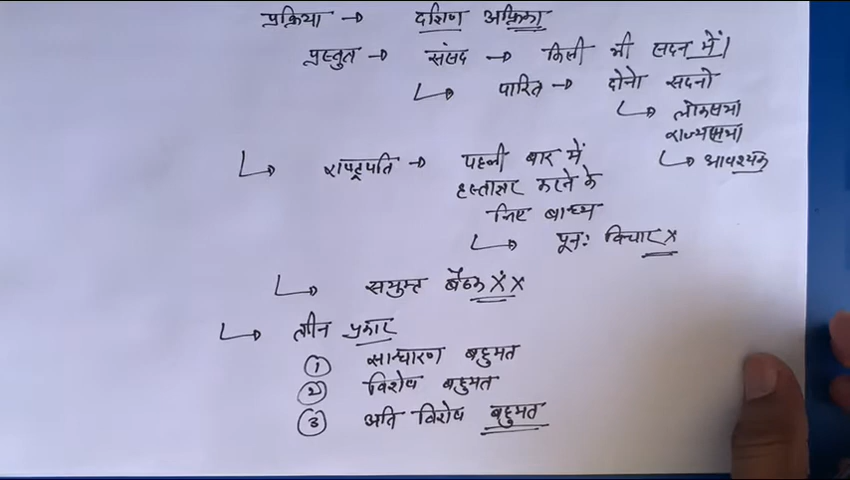 प्रक्रिया → दक्षिण अफ्रिका
प्रस्तुत → संसद → किसी भी सदन में।
↳ पारित → दोनो सदनो
↳ लोकसभा
राज्यसभा
↳ आवश्यक
↳ राष्ट्रपति → पहली बार में
हस्ताक्षर करने के
लिए बाध्य
↳ पून: विचार x
↳ सयुक्त बैठक x x
↳ तीन प्रकार
① साधारण बहुमत
② विशेष बहुमत
③ अति विशेष बहुमत